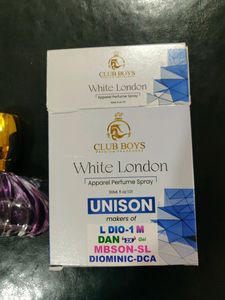 CLUB BOYS
White London
Apparel Perfume Spray
CLUB BOYS
White London
Apparel Perfume Spray
UNISON
makers of
L DIO-1 M
DAN Gel
MBSON-SL
DIOMINIC-DCA